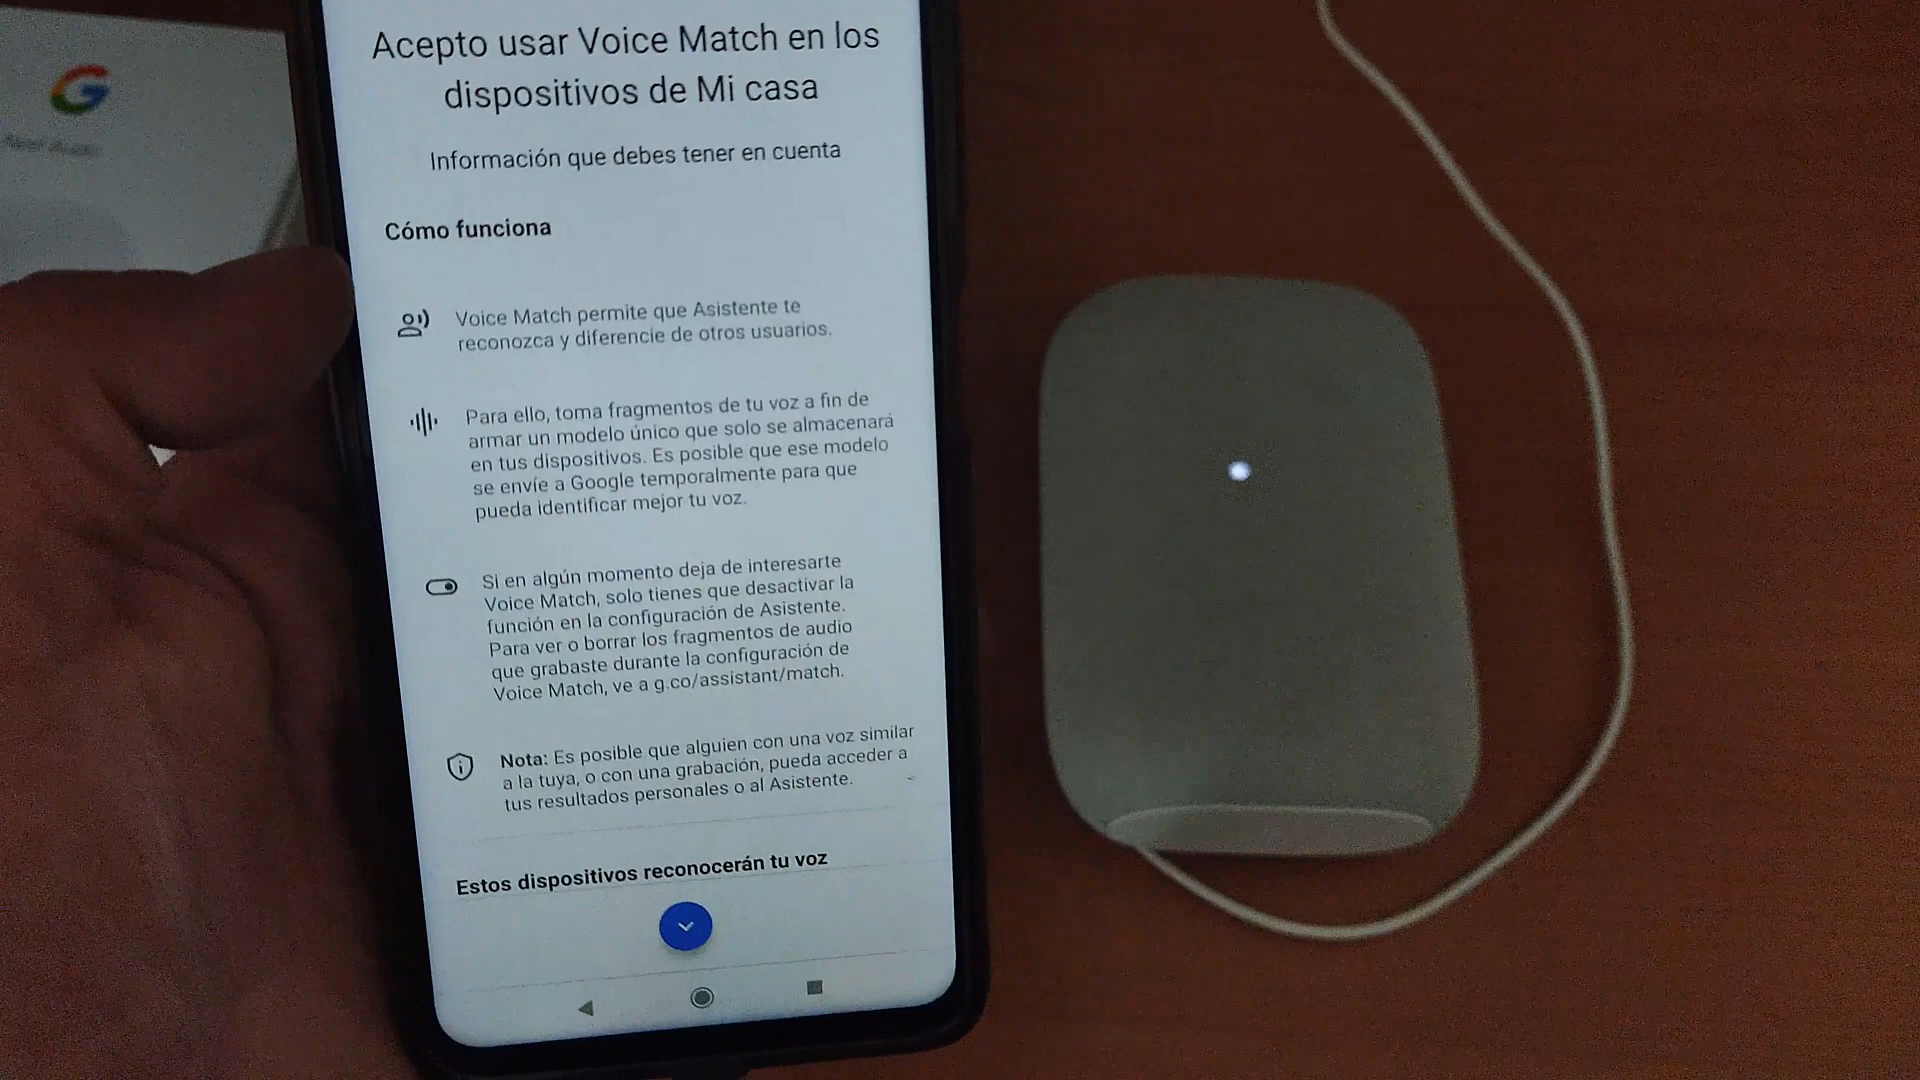 Acepto usar Voice Match en los
dispositivos de Mi casa
Información que debes tener en cuenta
Cómo funciona
Voice Match permite que Asistente te
reconozca y diferencie de otros usuarios.
Para ello, toma fragmentos de tu voz a fin de
armar un modelo único que solo se almacenará
en tus dispositivos. Es posible que ese modelo
se envíe a Google temporalmente para que
pueda identificar mejor tu voz.
Si en algún momento deja de interesarte
Voice Match, solo tienes que desactivar la
función en la configuración de Asistente.
Para ver o borrar los fragmentos de audio
que grabaste durante la configuración de
Voice Match, ve a g.co/assistant/match.
Nota: Es posible que alguien con una voz similar
a la tuya, o con una grabación, pueda acceder a
tus resultados personales o al Asistente.
Estos dispositivos reconocerán tu voz